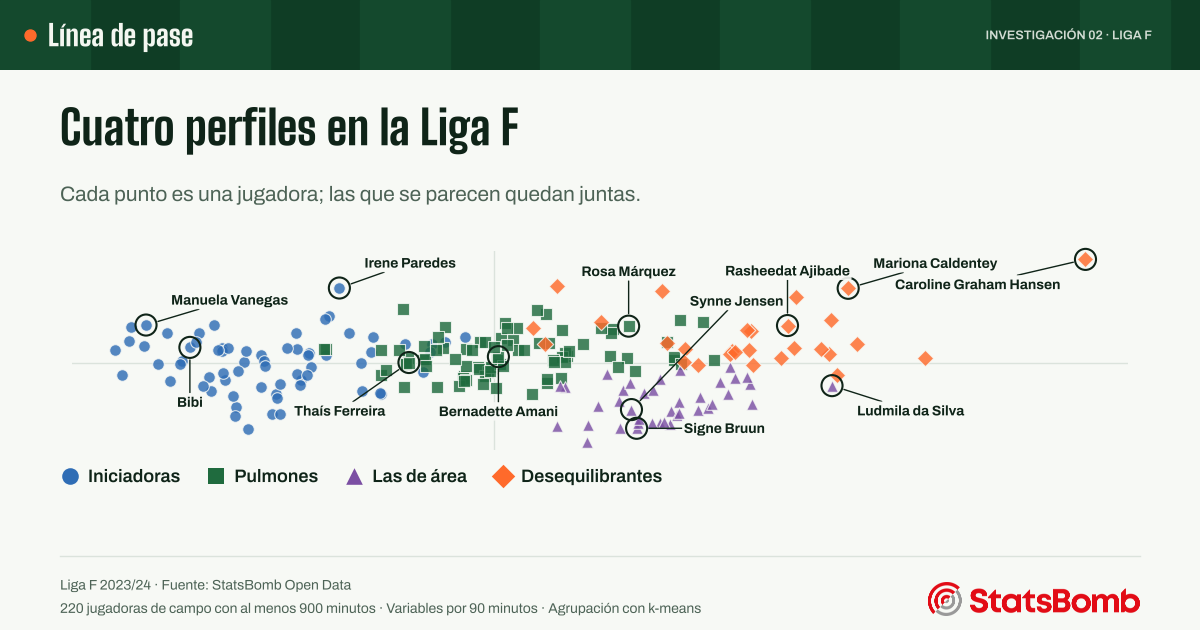 Línea de pase
INVESTIGACIÓN 02 · LIGA F
Cuatro perfiles en la Liga F
Cada punto es una jugadora; las que se parecen quedan juntas.
Irene Paredes
Manuela Vanegas
Rosa Márquez
Rasheedat Ajibade
Mariona Caldentey
Caroline Graham Hansen
Synne Jensen
Bibi
Thaís Ferreira
Bernadette Amani
Ludmila da Silva
Signe Bruun
Iniciadoras
Pulmones
Las de área
Desequilibrantes
Liga F 2023/24 · Fuente: StatsBomb Open Data
220 jugadoras de campo con al menos 900 minutos · Variables por 90 minutos · Agrupación con k-means
StatsBomb